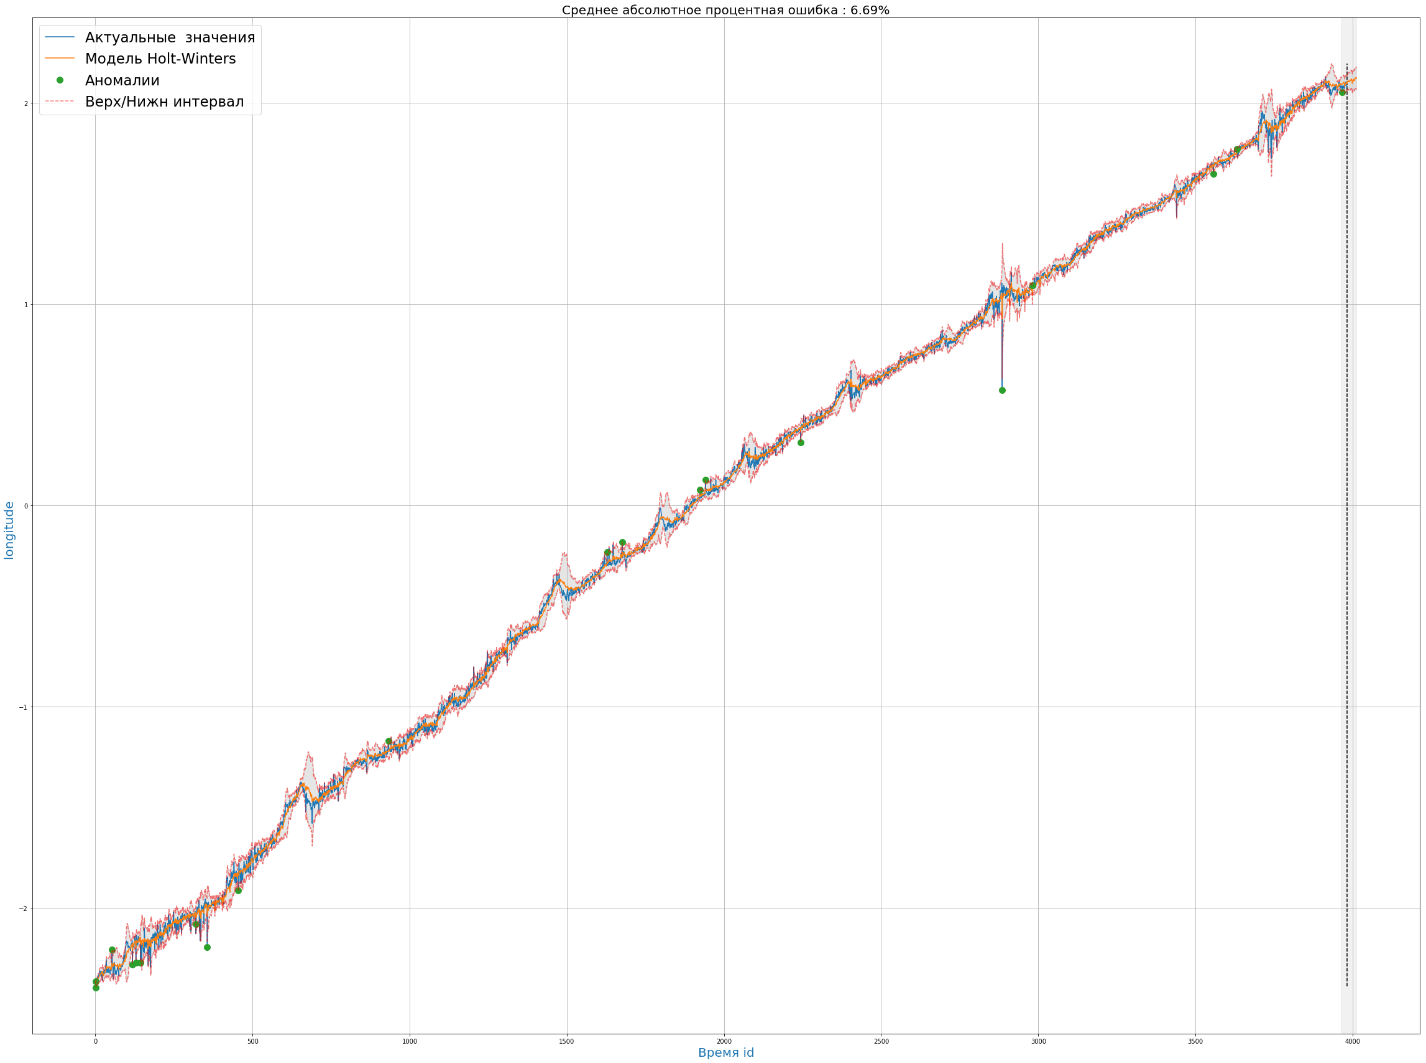 Среднее абсолютное процентная ошибка : 6.69%
Актуальные  значения
Модель Holt-Winters
Аномалии
Верх/Нижн интервал
longitude
2
1
0
−1
−2
0 500 1000 1500 2000 2500 3000 3500 4000
Время id